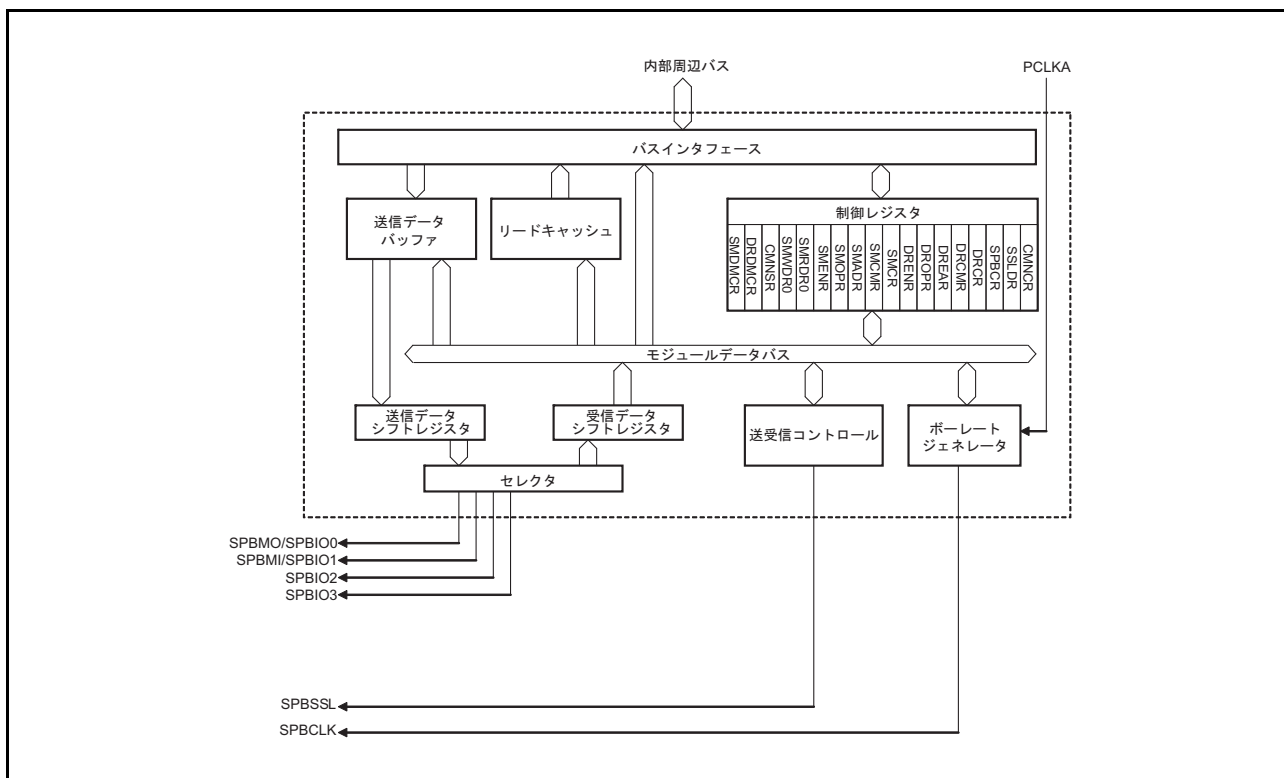 内部周辺バス
PCLKA
バスインタフェース
送信データ
バッファ
リードキャッシュ
制御レジスタ
SMDMCR
DRDMCR
CMNSR
SMWDR0
SMRDR0
SMENR
SMOPR
SMADR
SMCMR
SMCR
DRENR
DROPR
DREAR
DRCMR
DRCR
SPBCR
SSLDR
CMNCR
モジュールデータバス
送信データ
シフトレジスタ
受信データ
シフトレジスタ
送受信コントロール
ボーレート
ジェネレータ
セレクタ
SPBMO/SPBIO0
SPBMI/SPBIO1
SPBIO2
SPBIO3
SPBSSL
SPBCLK